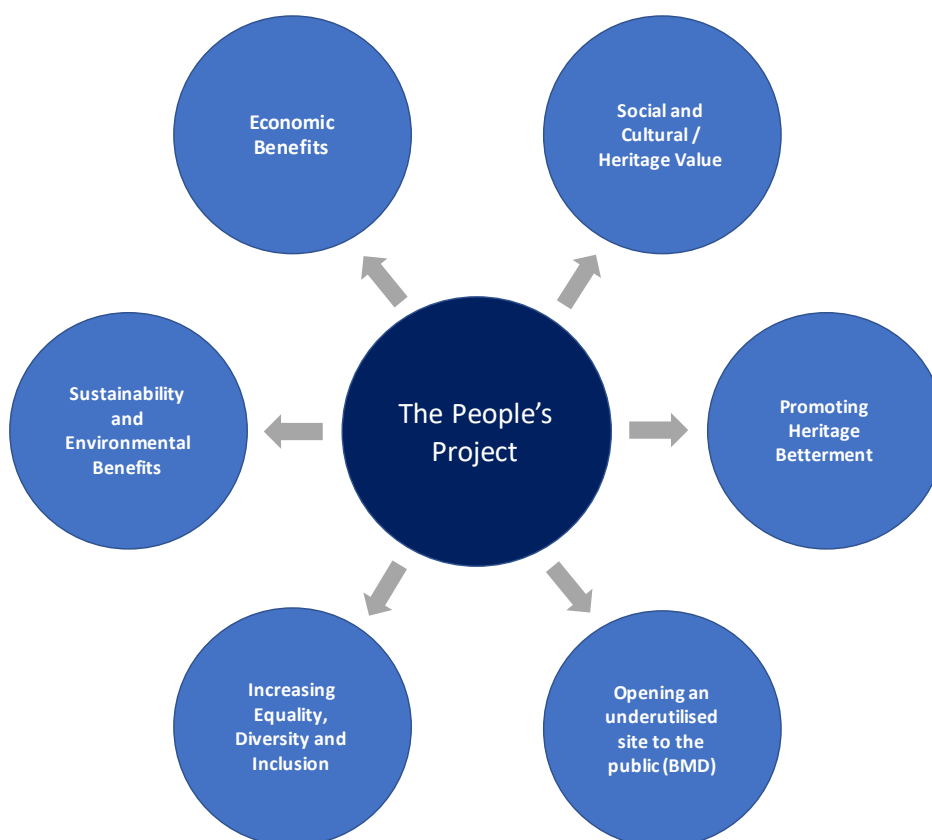 Economic
Benefits
Social and
Cultural /
Heritage Value
Sustainability
and
Environmental
Benefits
The People’s
Project
Promoting
Heritage
Betterment
Increasing
Equality,
Diversity and
Inclusion
Opening an
underutilised
site to the
public (BMD)